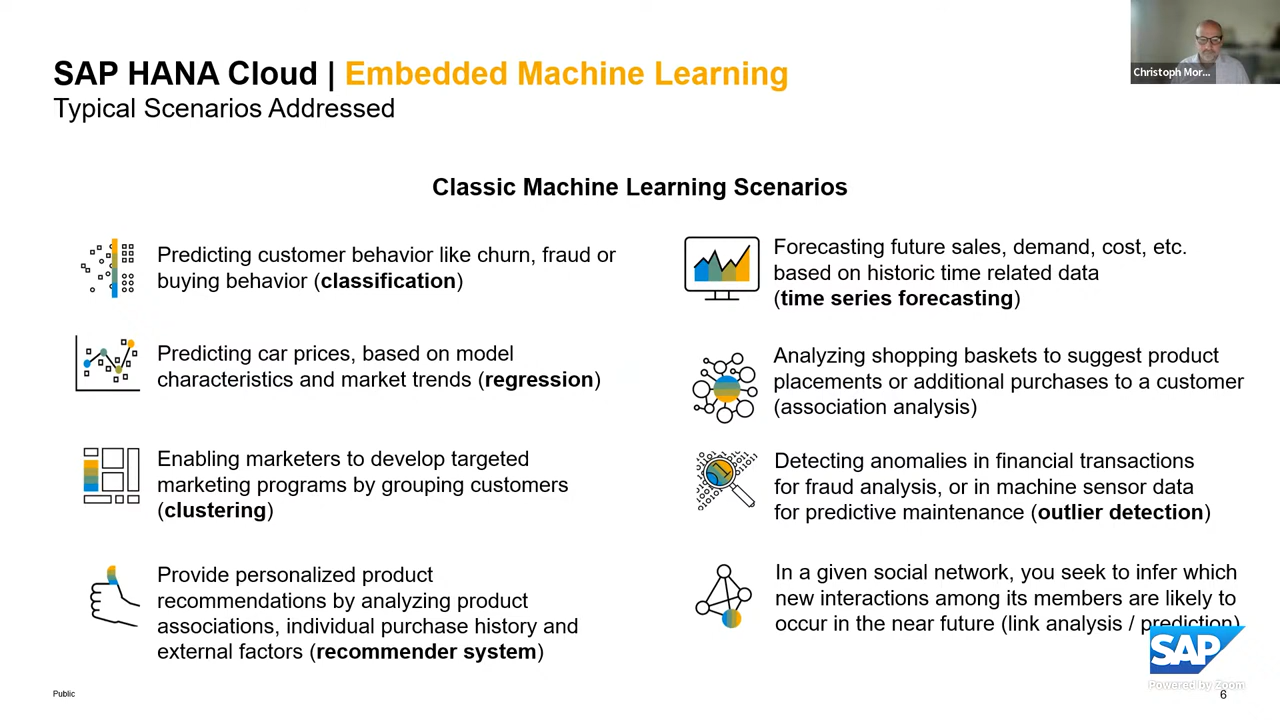 SAP HANA Cloud | Embedded Machine Learning
Typical Scenarios Addressed
Christoph Mor...
Classic Machine Learning Scenarios
Predicting customer behavior like churn, fraud or
buying behavior (classification)
Predicting car prices, based on model
characteristics and market trends (regression)
Enabling marketers to develop targeted
marketing programs by grouping customers
(clustering)
Provide personalized product
recommendations by analyzing product
associations, individual purchase history and
external factors (recommender system)
Forecasting future sales, demand, cost, etc.
based on historic time related data
(time series forecasting)
Analyzing shopping baskets to suggest product
placements or additional purchases to a customer
(association analysis)
Detecting anomalies in financial transactions
for fraud analysis, or in machine sensor data
for predictive maintenance (outlier detection)
In a given social network, you seek to infer which
new interactions among its members are likely to
occur in the near future (link analysis / prediction)
SAP
Powered by Zoom
Public
6